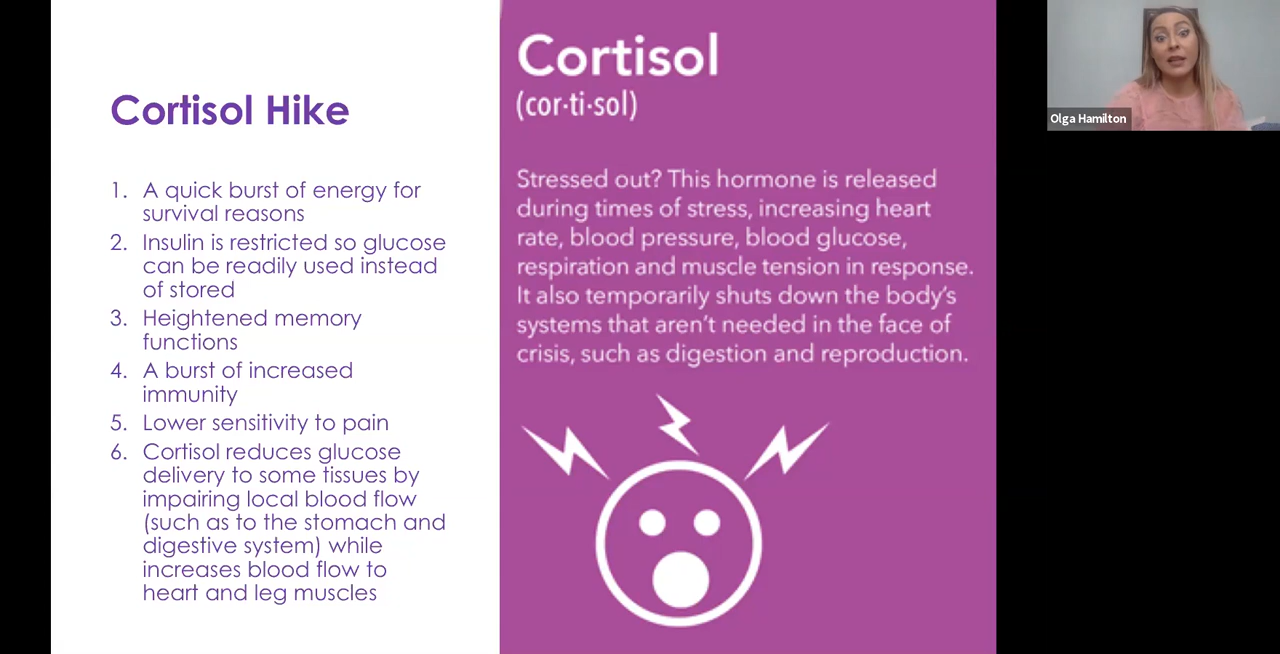 Cortisol Hike
1. A quick burst of energy for
survival reasons
2. Insulin is restricted so glucose
can be readily used instead
of stored
3. Heightened memory
functions
4. A burst of increased
immunity
5. Lower sensitivity to pain
6. Cortisol reduces glucose
delivery to some tissues by
impairing local blood flow
(such as to the stomach and
digestive system) while
increases blood flow to
heart and leg muscles
Cortisol
(cor·ti·sol)
Stressed out? This hormone is released
during times of stress, increasing heart
rate, blood pressure, blood glucose,
respiration and muscle tension in response.
It also temporarily shuts down the body's
systems that aren't needed in the face of
crisis, such as digestion and reproduction.
Olga Hamilton